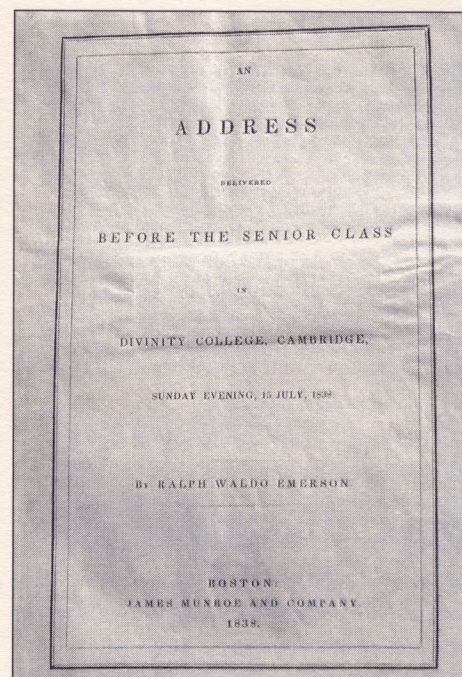 AN
ADDRESS
DELIVERED
BEFORE THE SENIOR CLASS
IN
DIVINITY COLLEGE, CAMBRIDGE,
SUNDAY EVENING, 15 JULY, 1838.
By RALPH WALDO EMERSON.
BOSTON:
JAMES MUNROE AND COMPANY.
1838.